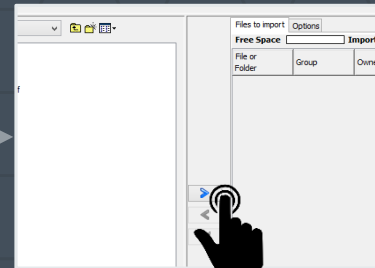 Files to import Options
Free Space Import
File or Folder Group Owne
f